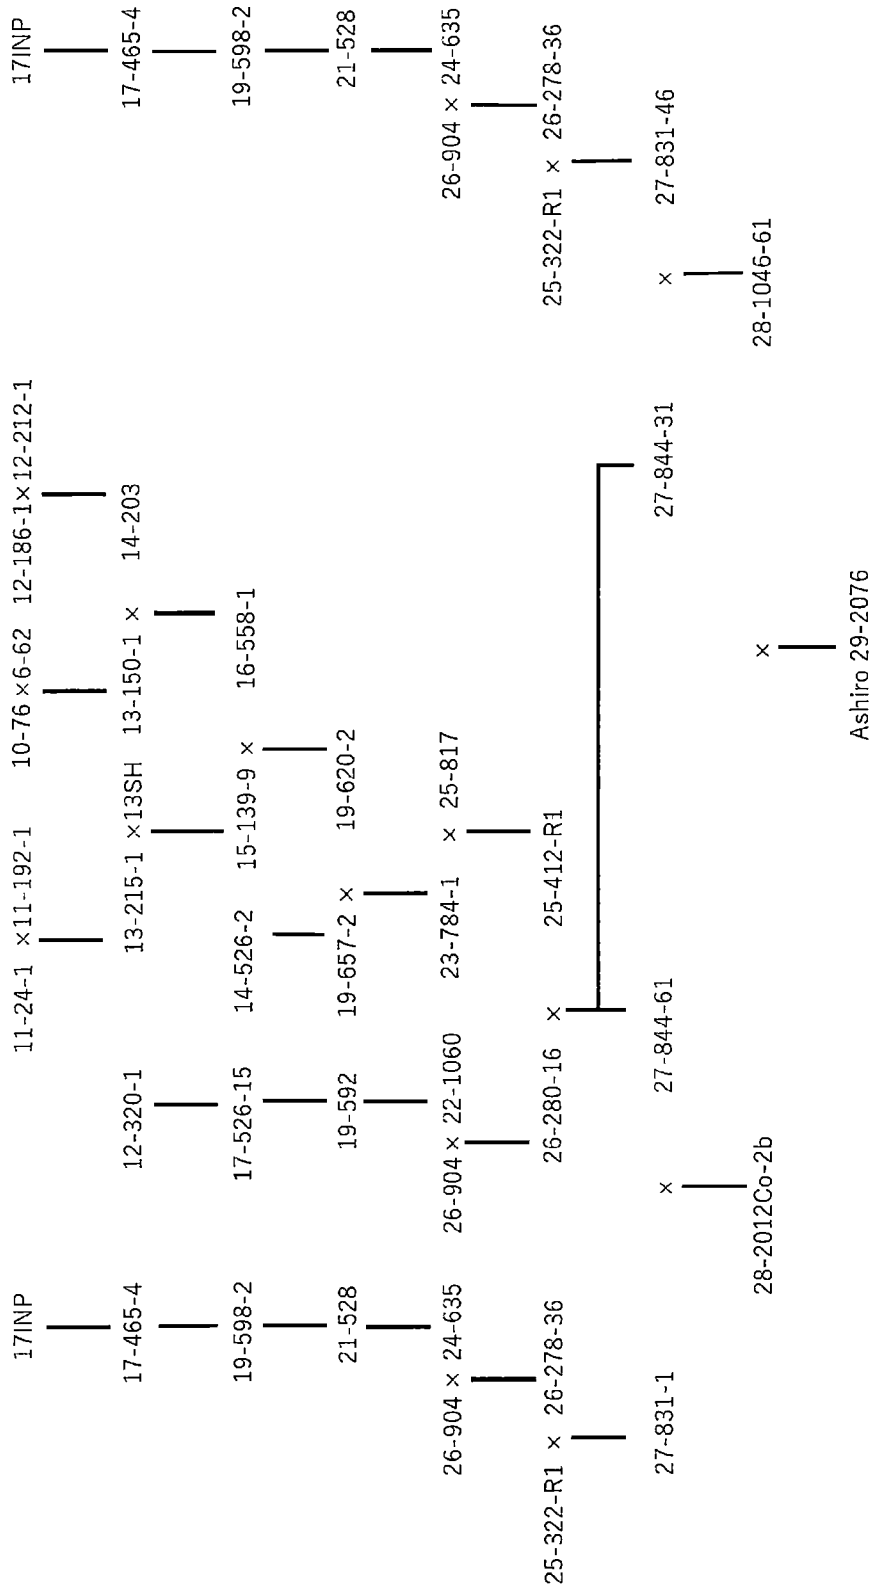 17INP 11-24-1 ×11-192-1 10-76 ×6-62 12-186-1×12-212-1 17INP
17-465-4 12-320-1 13-215-1 ×13SH 13-150-1 × 14-203 17-465-4
19-598-2 17-526-15 14-526-2 15-139-9 × 16-558-1 19-598-2
21-528 19-592 19-657-2 × 19-620-2 21-528
26-904 × 24-635 26-904 × 22-1060 23-784-1 × 25-817 26-904 × 24-635
25-322-R1 × 26-278-36 26-280-16 × 25-412-R1 25-322-R1 × 26-278-36
27-831-1 × 27-844-61 27-844-31 × 27-831-46
28-2012Co-2b × 28-1046-61
Ashiro 29-2076